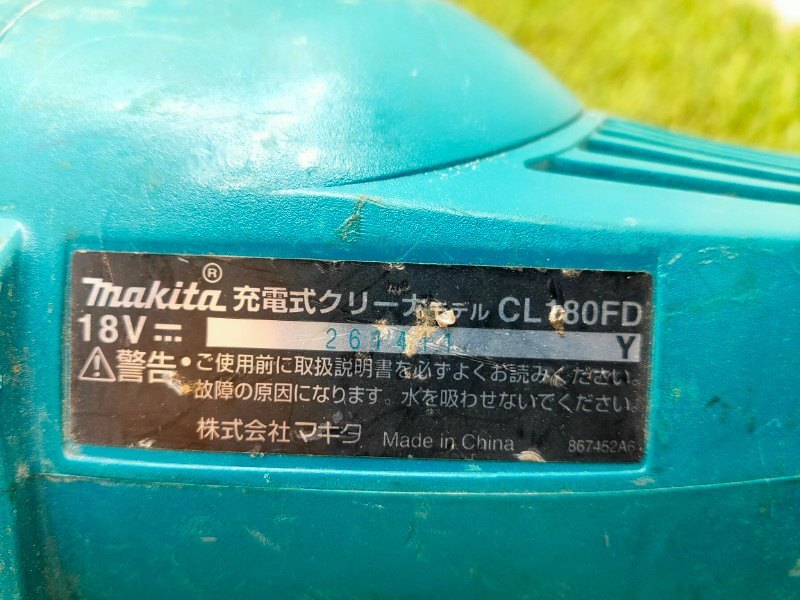 makita® 充電式クリーナモデル CL180FD
18V⎓ Y
⚠警告・ご使用前に取扱説明書を必ずよくお読みください
故障の原因になります。水を吸わせないでください。
株式会社マキタ Made in China 867452A6